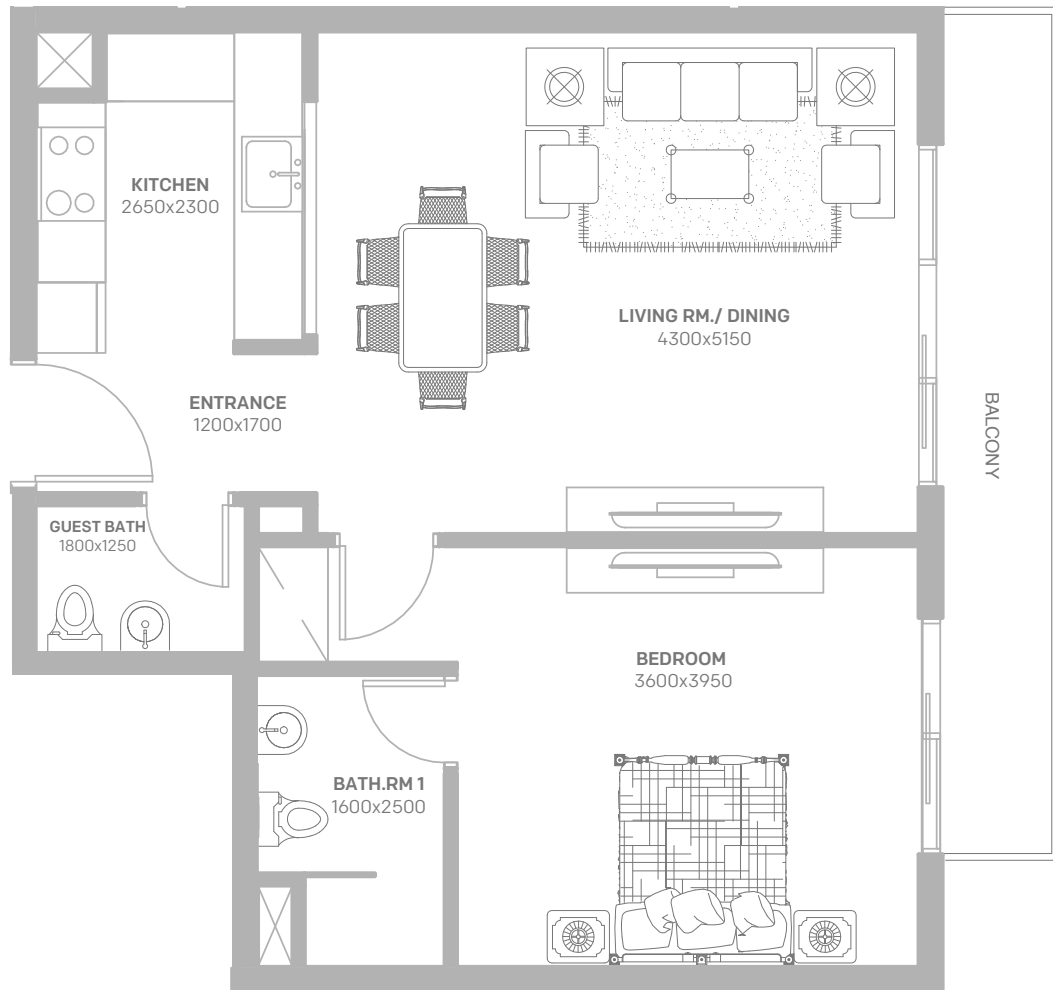 KITCHEN
2650x2300
LIVING RM./ DINING
4300x5150
ENTRANCE
1200x1700
BALCONY
GUEST BATH
1800x1250
BEDROOM
3600x3950
BATH.RM 1
1600x2500